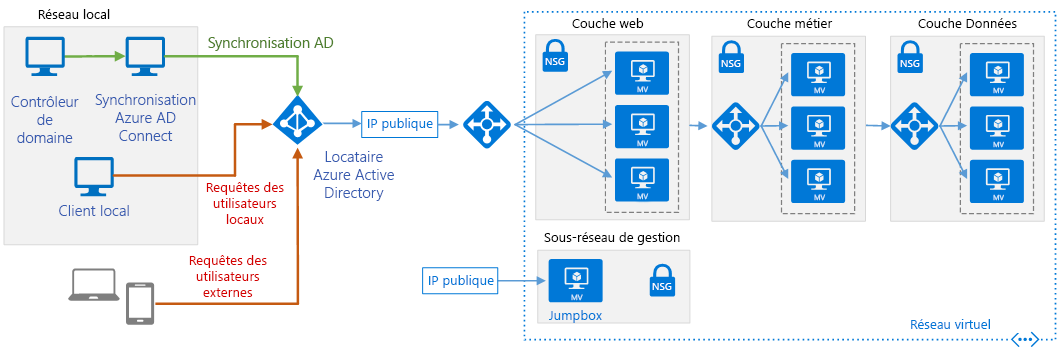 Réseau local
Contrôleur
de
domaine
Synchronisation
Azure AD
Connect
Client local
Synchronisation AD
Requêtes des
utilisateurs
locaux
Requêtes des
utilisateurs
externes
Locataire
Azure Active
Directory
IP publique
Couche web
NSG
MV
MV
MV
Couche métier
NSG
MV
MV
MV
Couche Données
NSG
MV
MV
MV
Sous-réseau de gestion
IP publique
MV
Jumpbox
NSG
Réseau virtuel